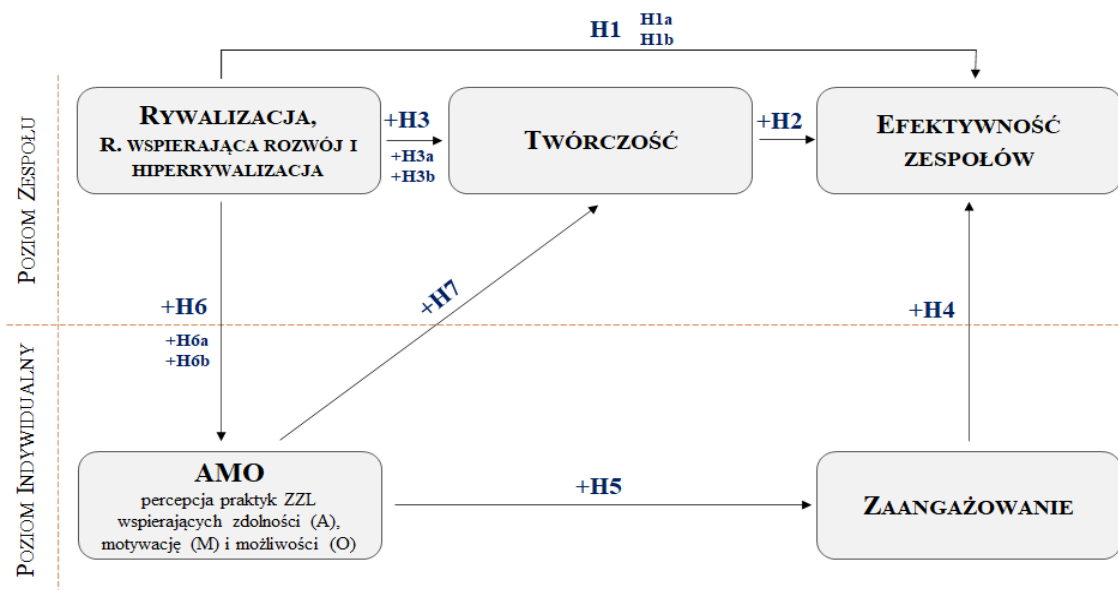 H1
H1a
H1b
POZIOM ZESPOŁU
RYWALIZACJA,
R. WSPIERAJĄCA ROZWÓJ I
HIPERRYWALIZACJA
+H3
+H3a
+H3b
TWÓRCZOŚĆ
+H2
EFEKTYWNOŚĆ
ZESPOŁÓW
+H6
+H6a
+H6b
+H7
+H4
POZIOM INDYWIDUALNY
AMO
percepcja praktyk ZZL
wspierających zdolności (A),
motywację (M) i możliwości (O)
+H5
ZAANGAŻOWANIE